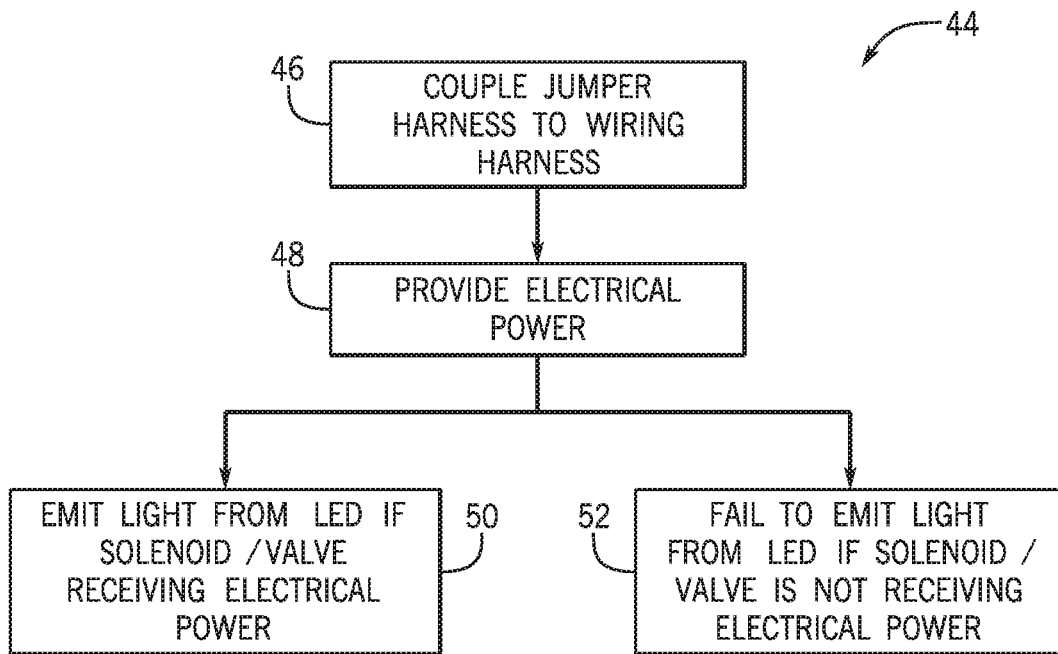 44
46
COUPLE JUMPER
HARNESS TO WIRING
HARNESS
48
PROVIDE ELECTRICAL
POWER
EMIT LIGHT FROM LED IF
SOLENOID / VALVE
RECEIVING ELECTRICAL
POWER
50
52
FAIL TO EMIT LIGHT
FROM LED IF SOLENOID /
VALVE IS NOT RECEIVING
ELECTRICAL POWER